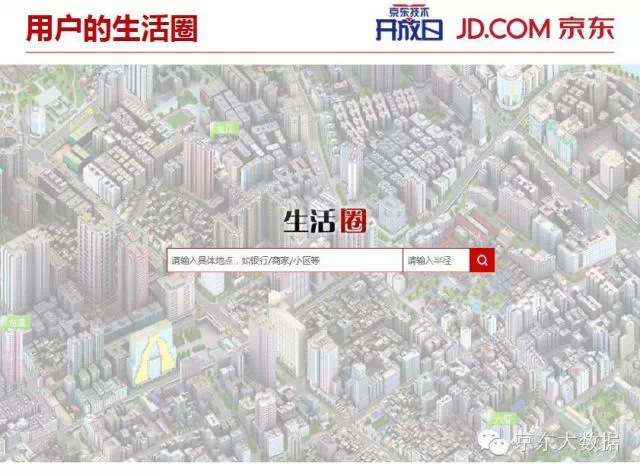 用户的生活圈
京东技术
开放日
JD.COM 京东
生活圈
请输入具体地点，如银行/商家/小区等
请输入半径
京东大数据